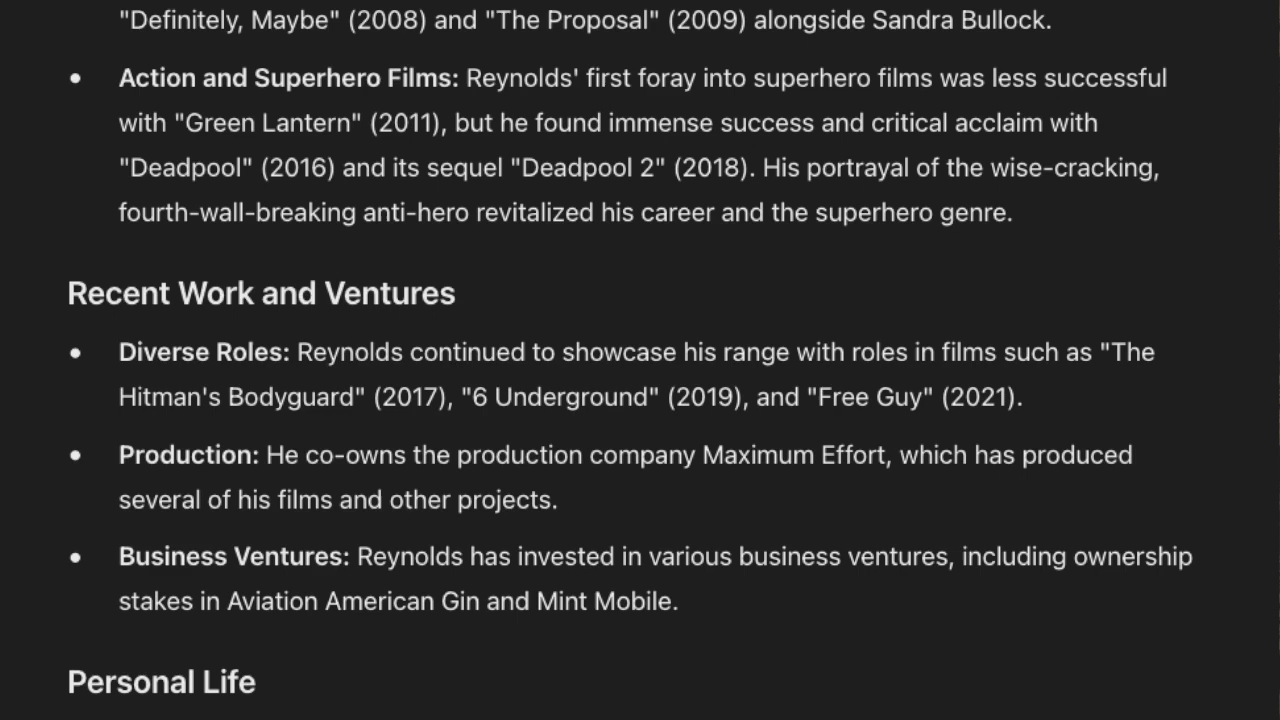 "Definitely, Maybe" (2008) and "The Proposal" (2009) alongside Sandra Bullock.
• Action and Superhero Films: Reynolds' first foray into superhero films was less successful
with "Green Lantern" (2011), but he found immense success and critical acclaim with
"Deadpool" (2016) and its sequel "Deadpool 2" (2018). His portrayal of the wise-cracking,
fourth-wall-breaking anti-hero revitalized his career and the superhero genre.
Recent Work and Ventures
• Diverse Roles: Reynolds continued to showcase his range with roles in films such as "The
Hitman's Bodyguard" (2017), "6 Underground" (2019), and "Free Guy" (2021).
• Production: He co-owns the production company Maximum Effort, which has produced
several of his films and other projects.
• Business Ventures: Reynolds has invested in various business ventures, including ownership
stakes in Aviation American Gin and Mint Mobile.
Personal Life